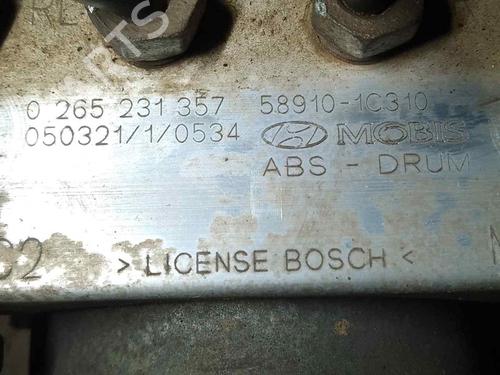 0 265 231 357 58910-1C310
050321/1/0534 MOBIS
ABS - DRUM
> LICENSE BOSCH <